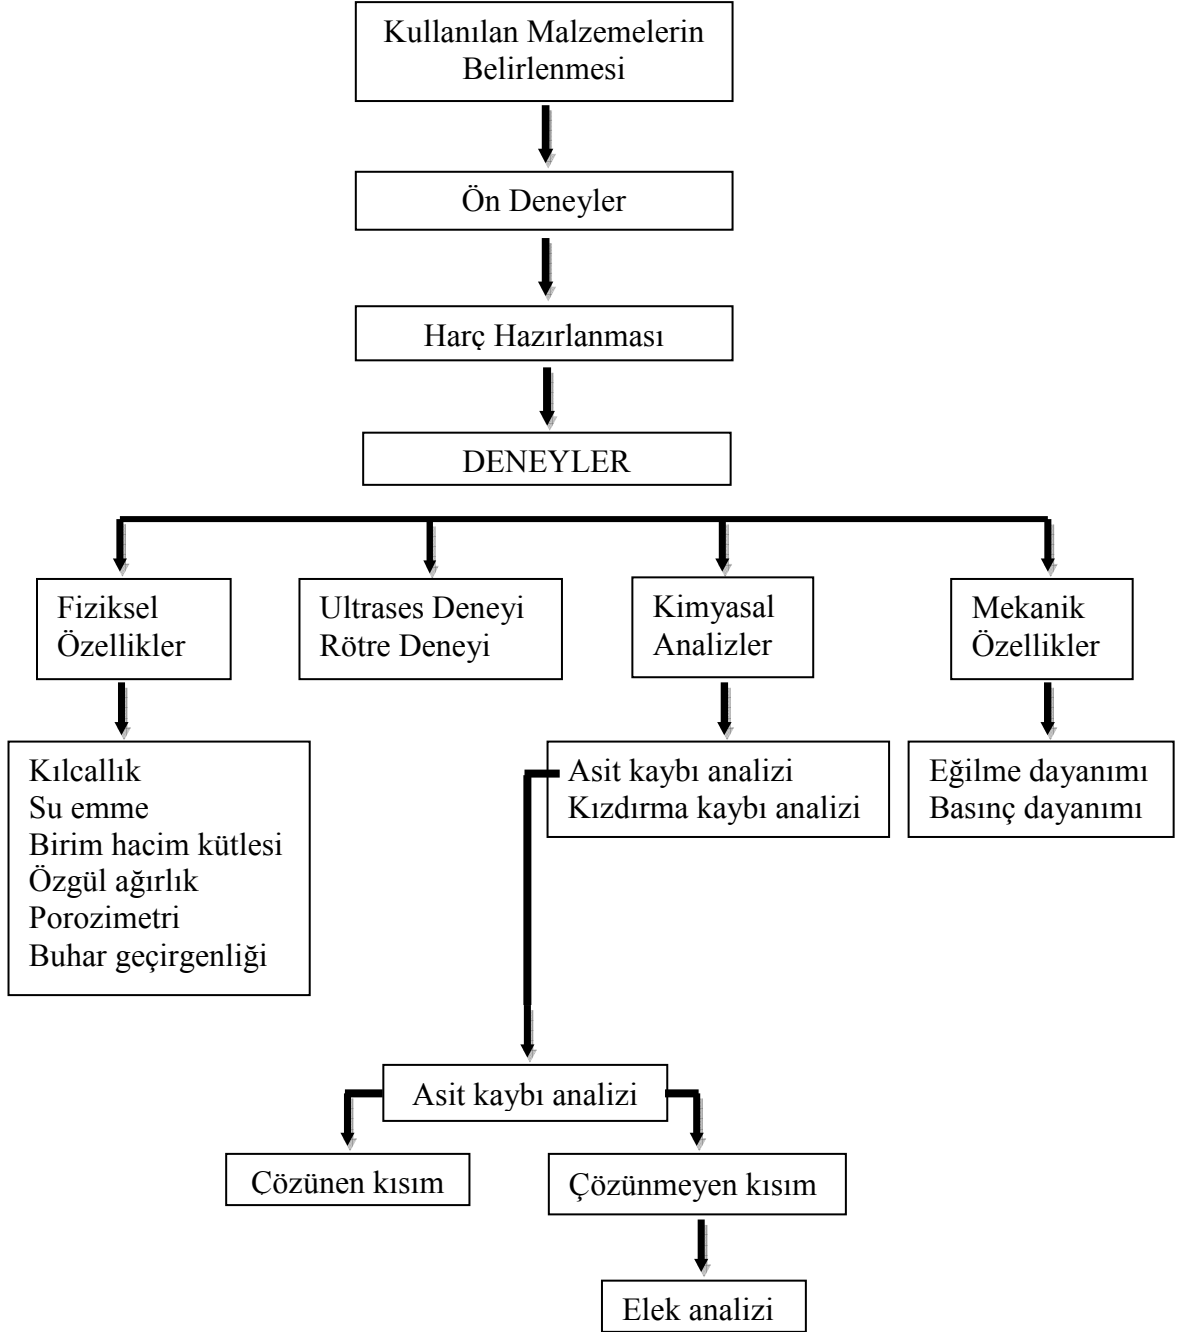 Kullanılan Malzemelerin
Belirlenmesi
Ön Deneyler
Harç Hazırlanması
DENEYLER
Fiziksel
Özellikler
Ultrases Deneyi
Rötre Deneyi
Kimyasal
Analizler
Mekanik
Özellikler
Kılcallık
Su emme
Birim hacim kütlesi
Özgül ağırlık
Porozimetri
Buhar geçirgenliği
Asit kaybı analizi
Kızdırma kaybı analizi
Eğilme dayanımı
Basınç dayanımı
Asit kaybı analizi
Çözünen kısım
Çözünmeyen kısım
Elek analizi